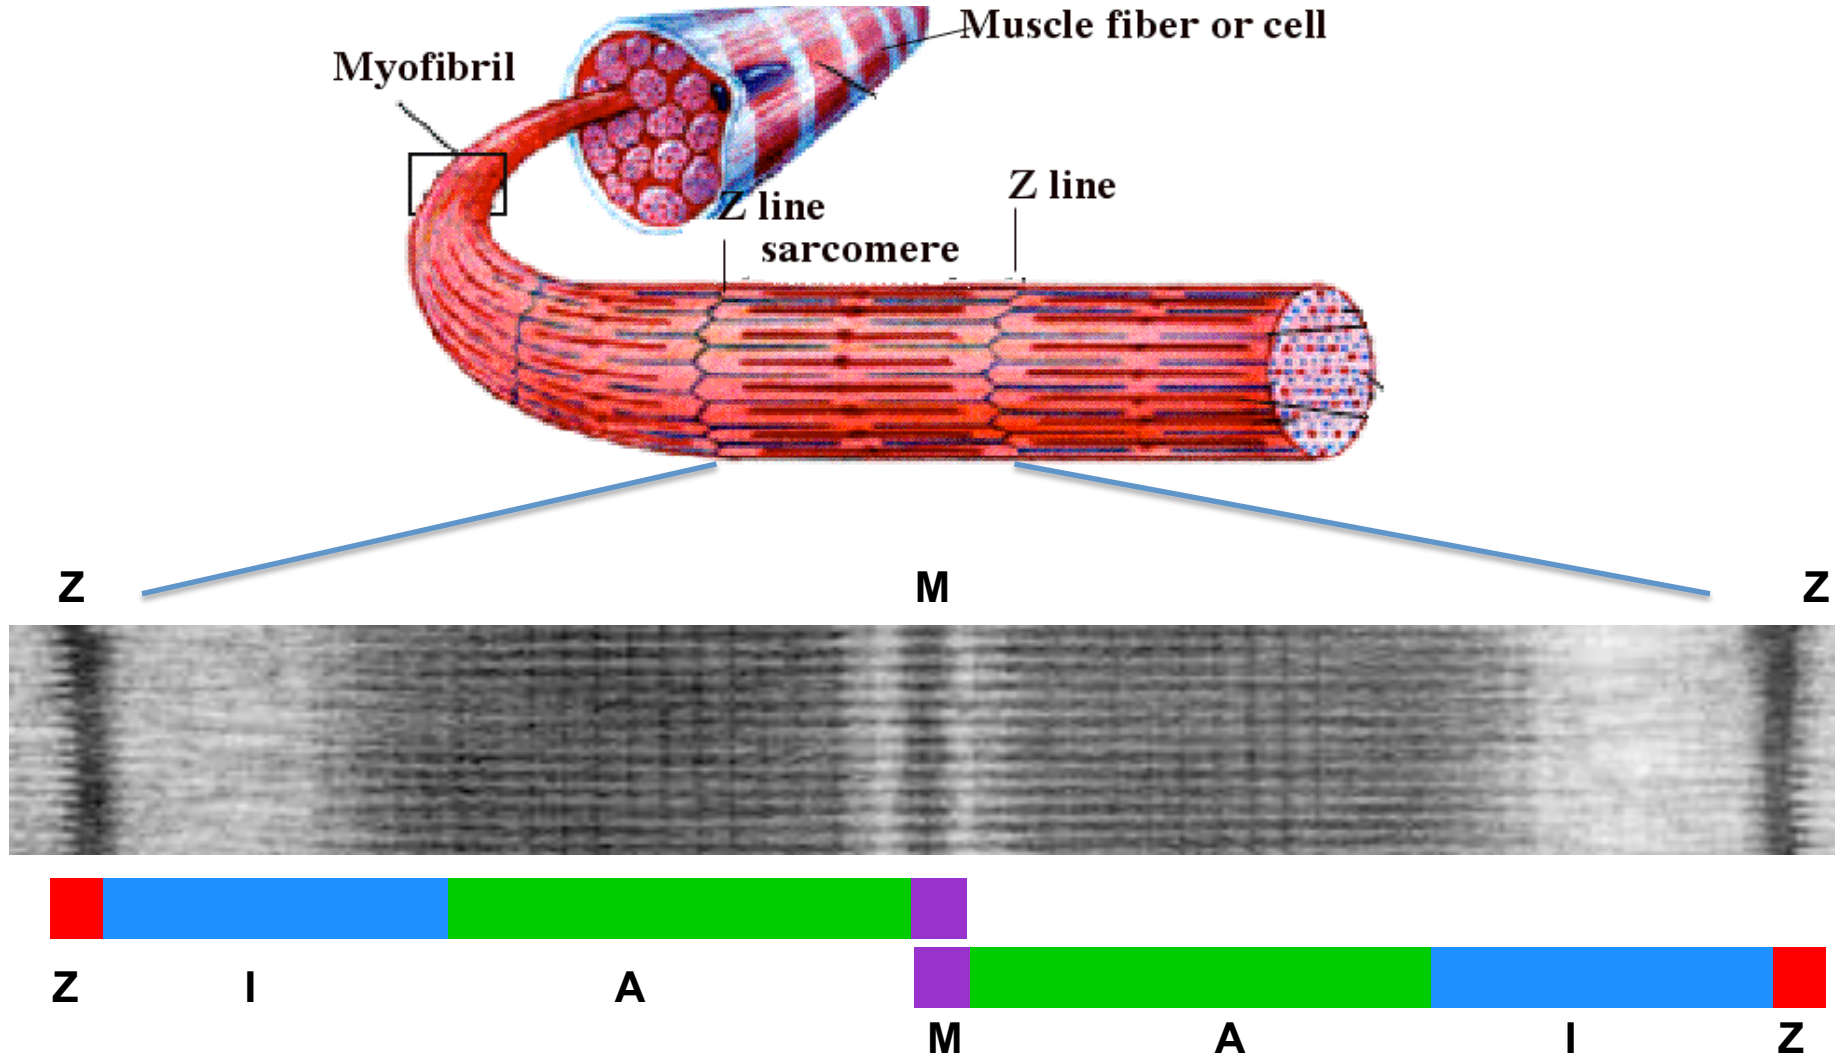 Muscle fiber or cell
Myofibril
Z line
Z line
sarcomere
Z M Z
Z I A
M A I Z